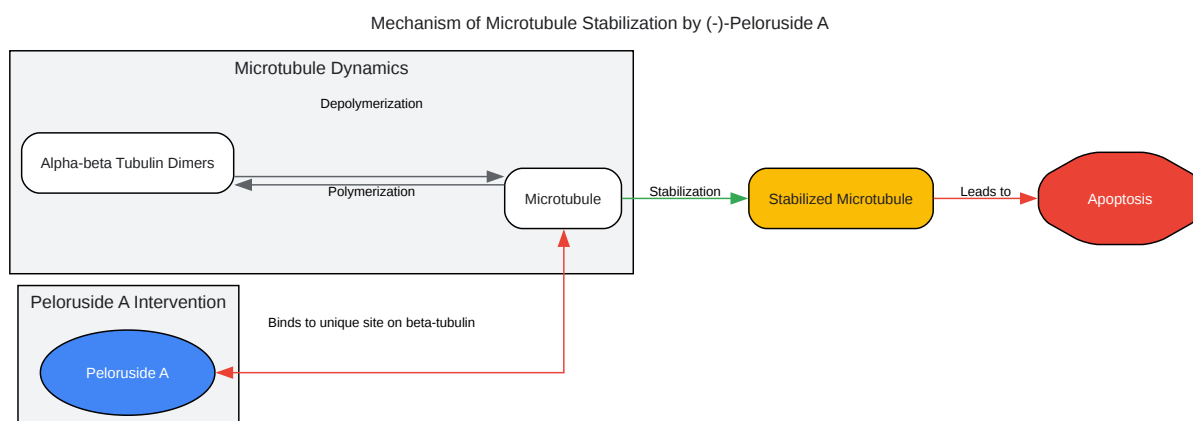 Mechanism of Microtubule Stabilization by (-)-Peloruside A
Microtubule Dynamics
Depolymerization
Alpha-beta Tubulin Dimers
Polymerization
Microtubule
Stabilization
Stabilized Microtubule
Leads to
Apoptosis
Peloruside A Intervention
Binds to unique site on beta-tubulin
Peloruside A